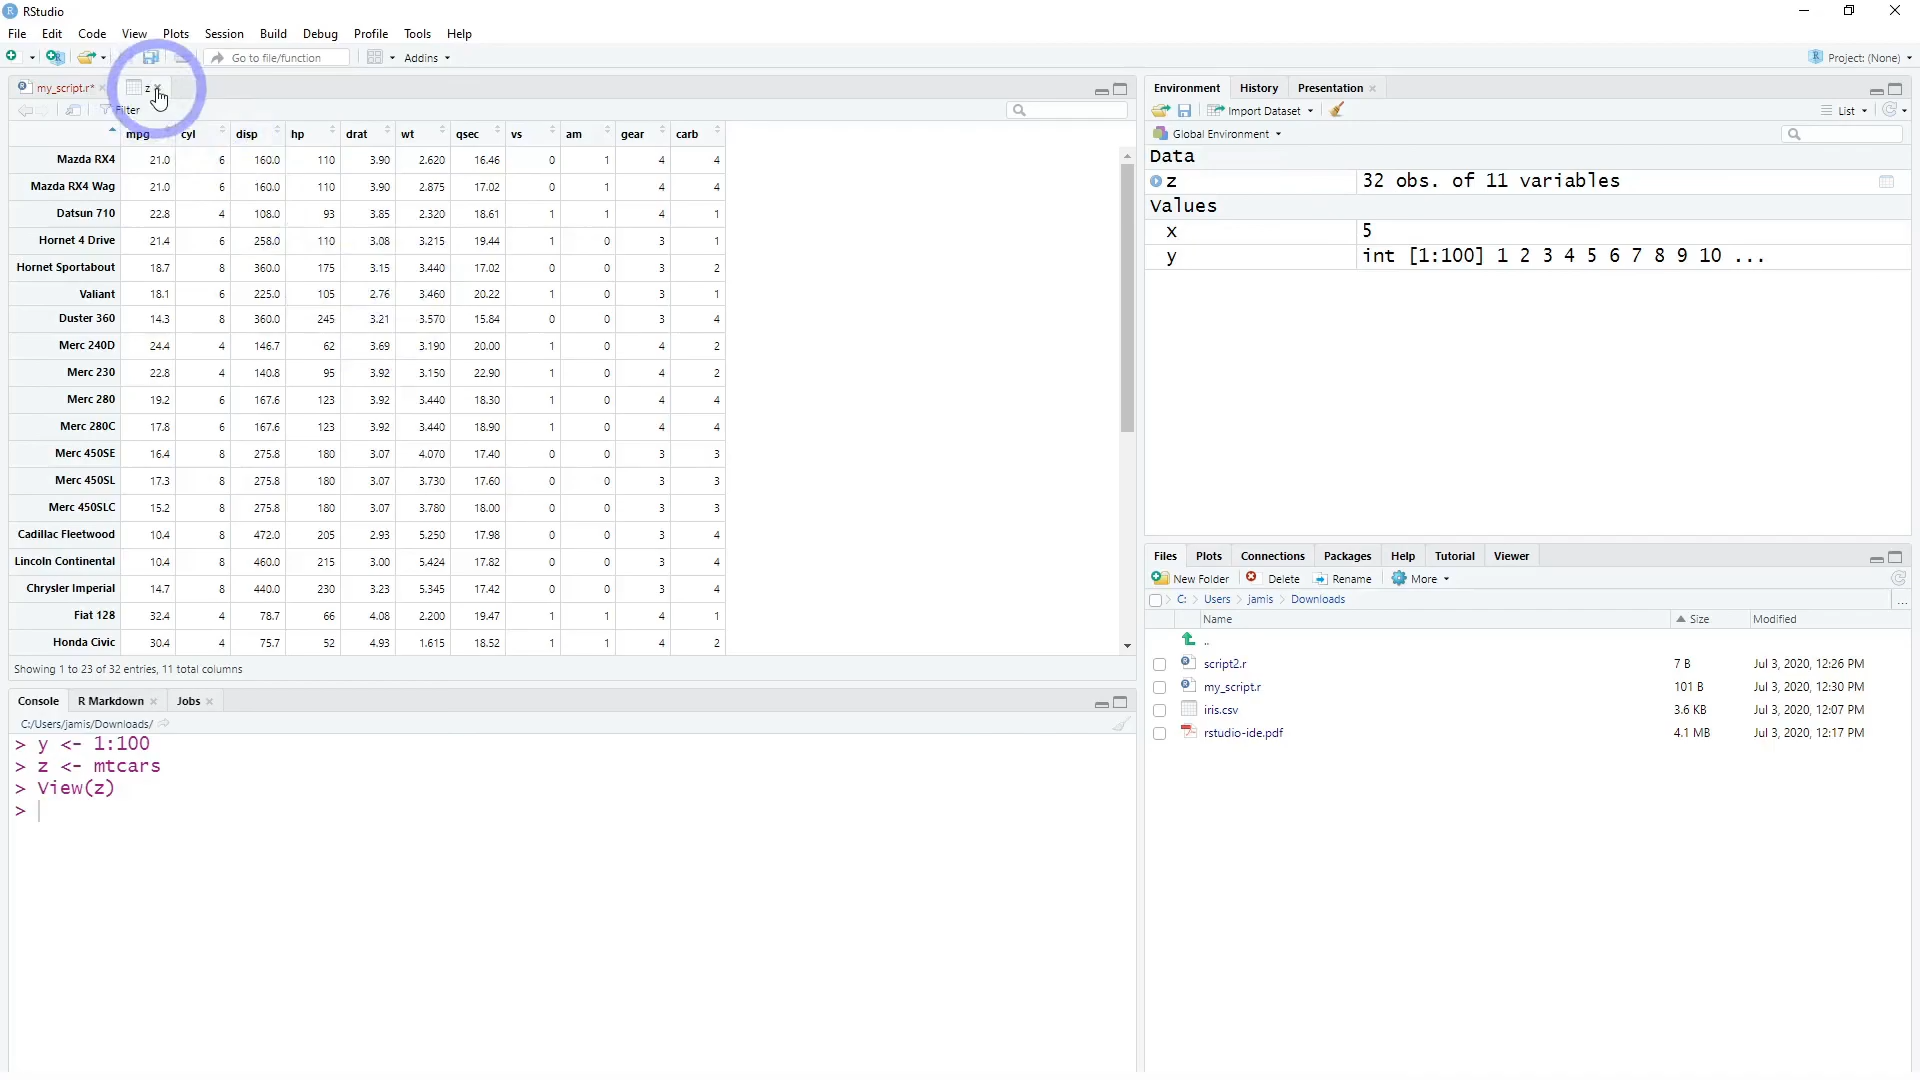 RStudio
File Edit Code View Plots Session Build Debug Profile Tools Help
Go to file/function Addins Project: (None)
my_script.r* z
Filter
mpg cyl disp hp drat wt qsec vs am gear carb
Mazda RX4 21.0 6 160.0 110 3.90 2.620 16.46 0 1 4 4
Mazda RX4 Wag 21.0 6 160.0 110 3.90 2.875 17.02 0 1 4 4
Datsun 710 22.8 4 108.0 93 3.85 2.320 18.61 1 1 4 1
Hornet 4 Drive 21.4 6 258.0 110 3.08 3.215 19.44 1 0 3 1
Hornet Sportabout 18.7 8 360.0 175 3.15 3.440 17.02 0 0 3 2
Valiant 18.1 6 225.0 105 2.76 3.460 20.22 1 0 3 1
Duster 360 14.3 8 360.0 245 3.21 3.570 15.84 0 0 3 4
Merc 240D 24.4 4 146.7 62 3.69 3.190 20.00 1 0 4 2
Merc 230 22.8 4 140.8 95 3.92 3.150 22.90 1 0 4 2
Merc 280 19.2 6 167.6 123 3.92 3.440 18.30 1 0 4 4
Merc 280C 17.8 6 167.6 123 3.92 3.440 18.90 1 0 4 4
Merc 450SE 16.4 8 275.8 180 3.07 4.070 17.40 0 0 3 3
Merc 450SL 17.3 8 275.8 180 3.07 3.730 17.60 0 0 3 3
Merc 450SLC 15.2 8 275.8 180 3.07 3.780 18.00 0 0 3 3
Cadillac Fleetwood 10.4 8 472.0 205 2.93 5.250 17.98 0 0 3 4
Lincoln Continental 10.4 8 460.0 215 3.00 5.424 17.82 0 0 3 4
Chrysler Imperial 14.7 8 440.0 230 3.23 5.345 17.42 0 0 3 4
Fiat 128 32.4 4 78.7 66 4.08 2.200 19.47 1 1 4 1
Honda Civic 30.4 4 75.7 52 4.93 1.615 18.52 1 1 4 2
Showing 1 to 23 of 32 entries, 11 total columns
Console R Markdown Jobs
C:/Users/jamis/Downloads/
> y <- 1:100
> z <- mtcars
> View(z)
>
Environment History Presentation
Import Dataset List
Global Environment
Data
z 32 obs. of 11 variables
Values
x 5
y int [1:100] 1 2 3 4 5 6 7 8 9 10 ...
Files Plots Connections Packages Help Tutorial Viewer
New Folder Delete Rename More
C: Users jamis Downloads ...
Name Size Modified
..
script2.r 7 B Jul 3, 2020, 12:26 PM
my_script.r 101 B Jul 3, 2020, 12:30 PM
iris.csv 3.6 KB Jul 3, 2020, 12:07 PM
rstudio-ide.pdf 4.1 MB Jul 3, 2020, 12:17 PM